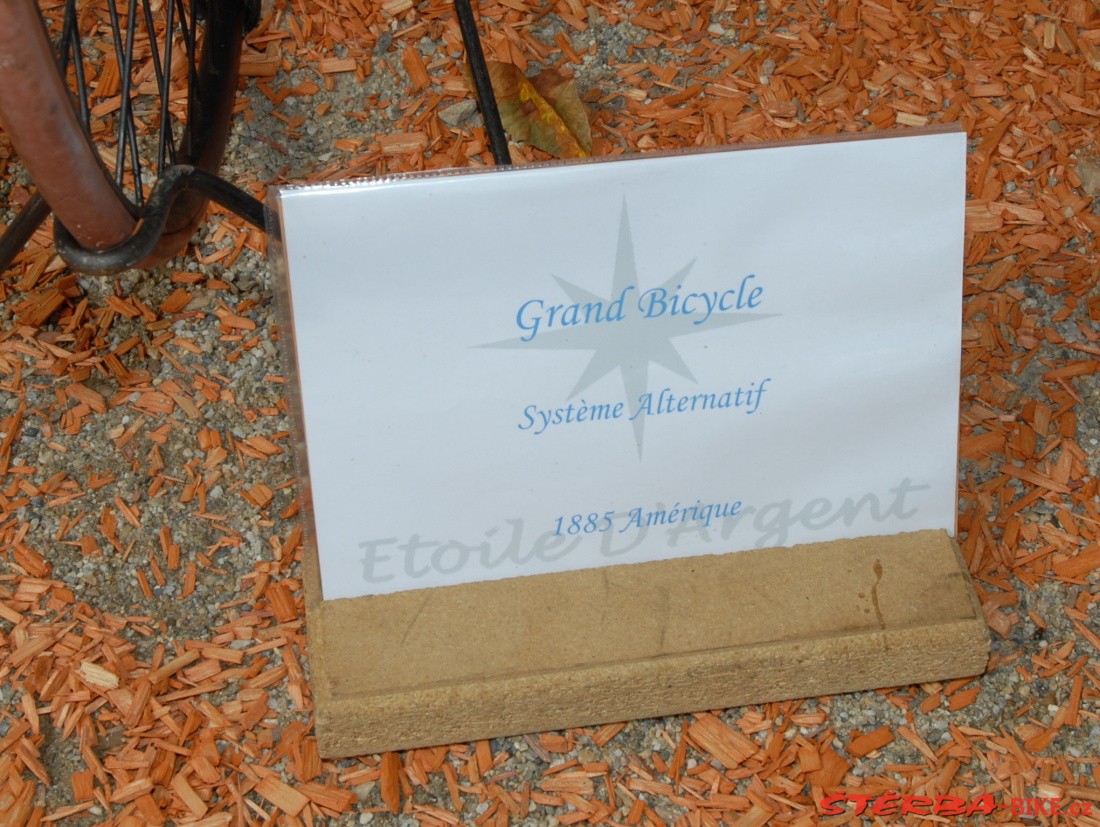 Grand Bicycle
Système Alternatif
1885 Amérique
Etoile D'Argent
STERBA-BIKE.cz